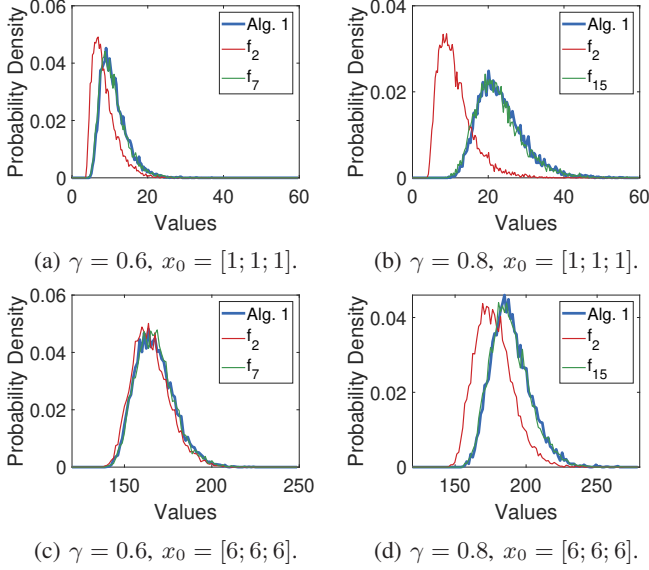 0.06
0.04
0.02
0
0 20 40 60
Probability Density
Values
Alg. 1
f2
f7
(a) γ = 0.6, x0 = [1; 1; 1].
0.04
0.02
0
0 20 40 60
Probability Density
Values
Alg. 1
f2
f15
(b) γ = 0.8, x0 = [1; 1; 1].
0.06
0.04
0.02
0
150 200 250
Probability Density
Values
Alg. 1
f2
f7
(c) γ = 0.6, x0 = [6; 6; 6].
0.04
0.02
0
150 200 250
Probability Density
Values
Alg. 1
f2
f15
(d) γ = 0.8, x0 = [6; 6; 6].